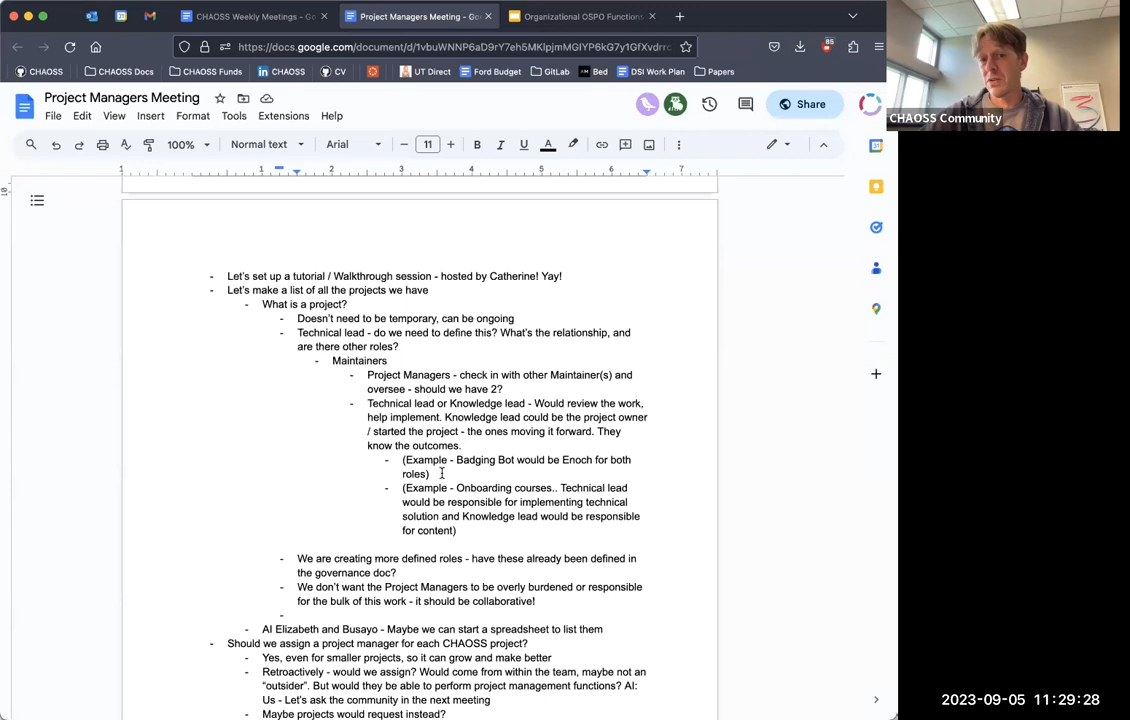 CHAOSS Weekly Meetings - Go
Project Managers Meeting - Go
Organizational OSPO Functions
https://docs.google.com/document/d/1vbuWNNP6aD9rY7eh5MKlpjmMGIYP6kG7y1GfXvdrrc
85
CHAOSS
CHAOSS Docs
CHAOSS Funds
CHAOSS
CV
UT Direct
Ford Budget
GitLab
Bed
DSI Work Plan
Papers
Project Managers Meeting
File Edit View Insert Format Tools Extensions Help
Share
CHAOSS Community
100% Normal text Arial − 11 + B I U A
1 1 2 3 4 5 6 7
- Let's set up a tutorial / Walkthrough session - hosted by Catherine! Yay!
- Let's make a list of all the projects we have
- What is a project?
- Doesn't need to be temporary, can be ongoing
- Technical lead - do we need to define this? What's the relationship, and
are there other roles?
- Maintainers
- Project Managers - check in with other Maintainer(s) and
oversee - should we have 2?
- Technical lead or Knowledge lead - Would review the work,
help implement. Knowledge lead could be the project owner
/ started the project - the ones moving it forward. They
know the outcomes.
- (Example - Badging Bot would be Enoch for both
roles)
- (Example - Onboarding courses.. Technical lead
would be responsible for implementing technical
solution and Knowledge lead would be responsible
for content)
- We are creating more defined roles - have these already been defined in
the governance doc?
- We don't want the Project Managers to be overly burdened or responsible
for the bulk of this work - it should be collaborative!
-
- AI Elizabeth and Busayo - Maybe we can start a spreadsheet to list them
- Should we assign a project manager for each CHAOSS project?
- Yes, even for smaller projects, so it can grow and make better
- Retroactively - would we assign? Would come from within the team, maybe not an
"outsider". But would they be able to perform project management functions? AI:
Us - Let's ask the community in the next meeting
- Maybe projects would request instead?
2023-09-05 11:29:28